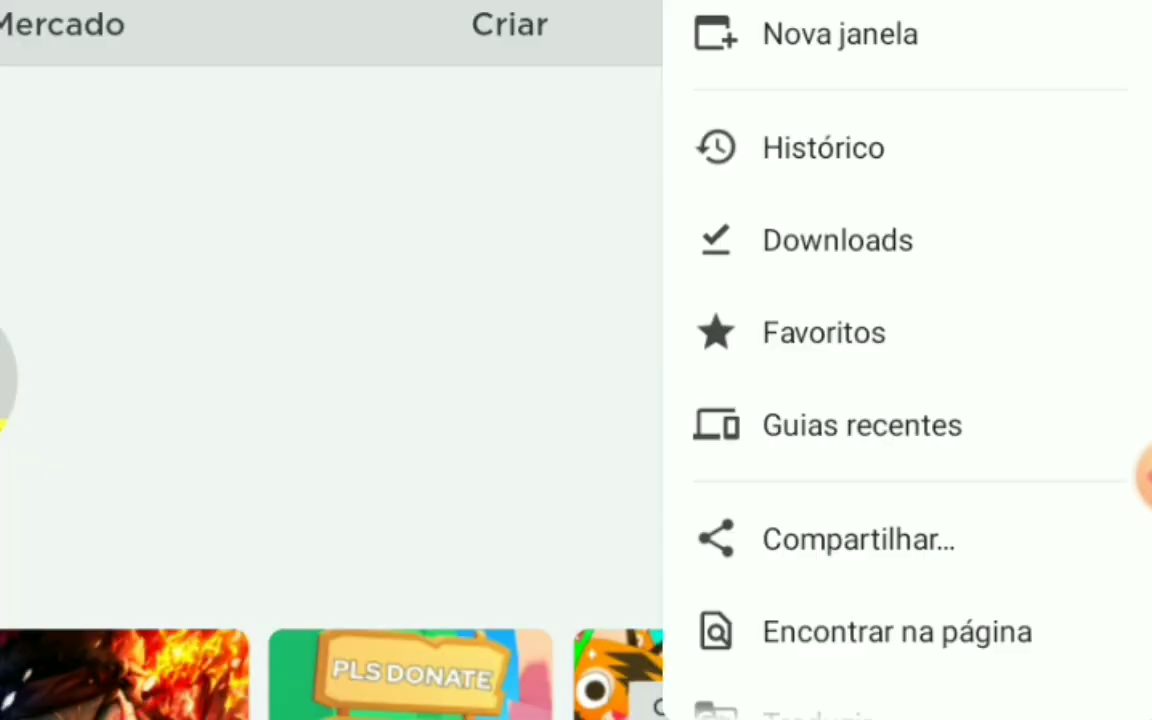 Mercado
Criar
Nova janela
Histórico
Downloads
Favoritos
Guias recentes
Compartilhar...
Encontrar na página
PLS DONATE